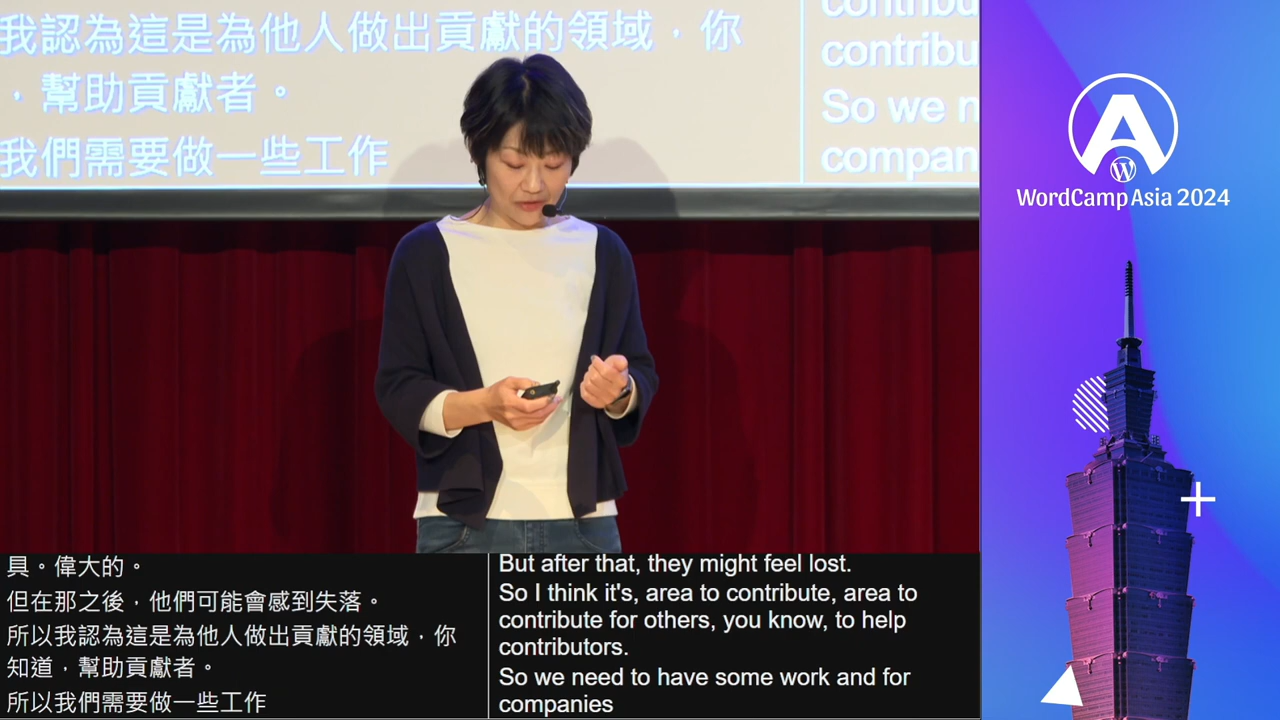 我認為這是為他人做出貢獻的領域，你
，幫助貢獻者。
我們需要做一些工作
contribu
contribu
So we n
compan
WordCamp Asia 2024
具。偉大的。
但在那之後，他們可能會感到失落。
所以我認為這是為他人做出貢獻的領域，你
知道，幫助貢獻者。
所以我們需要做一些工作
But after that, they might feel lost.
So I think it's, area to contribute, area to
contribute for others, you know, to help
contributors.
So we need to have some work and for
companies